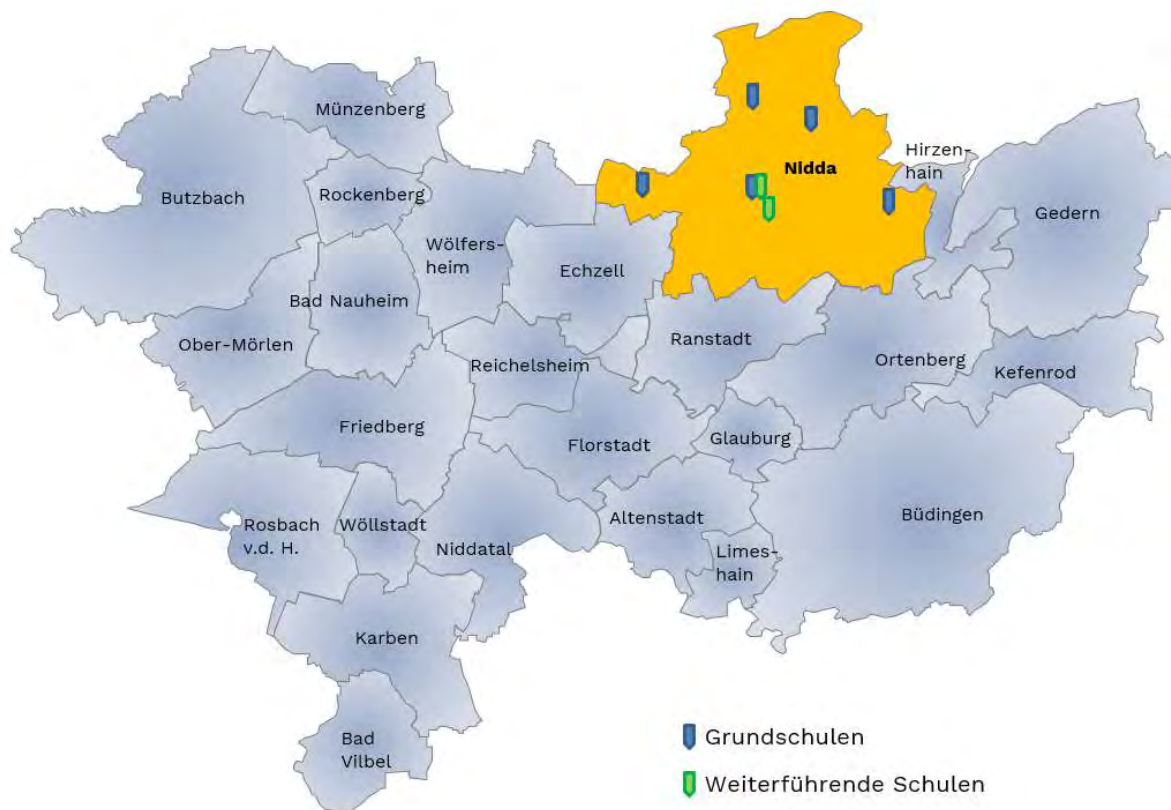 Münzenberg
Hirzen-
hain
Butzbach
Rockenberg
Nidda
Gedern
Wölfers-
heim
Echzell
Bad Nauheim
Ober-Mörlen
Reichelsheim
Ranstadt
Ortenberg
Kefenrod
Friedberg
Florstadt
Glauburg
Büdingen
Rosbach
v.d. H.
Wöllstadt
Niddatal
Altenstadt
Limes-
hain
Karben
Bad
Vilbel
Grundschulen
Weiterführende Schulen